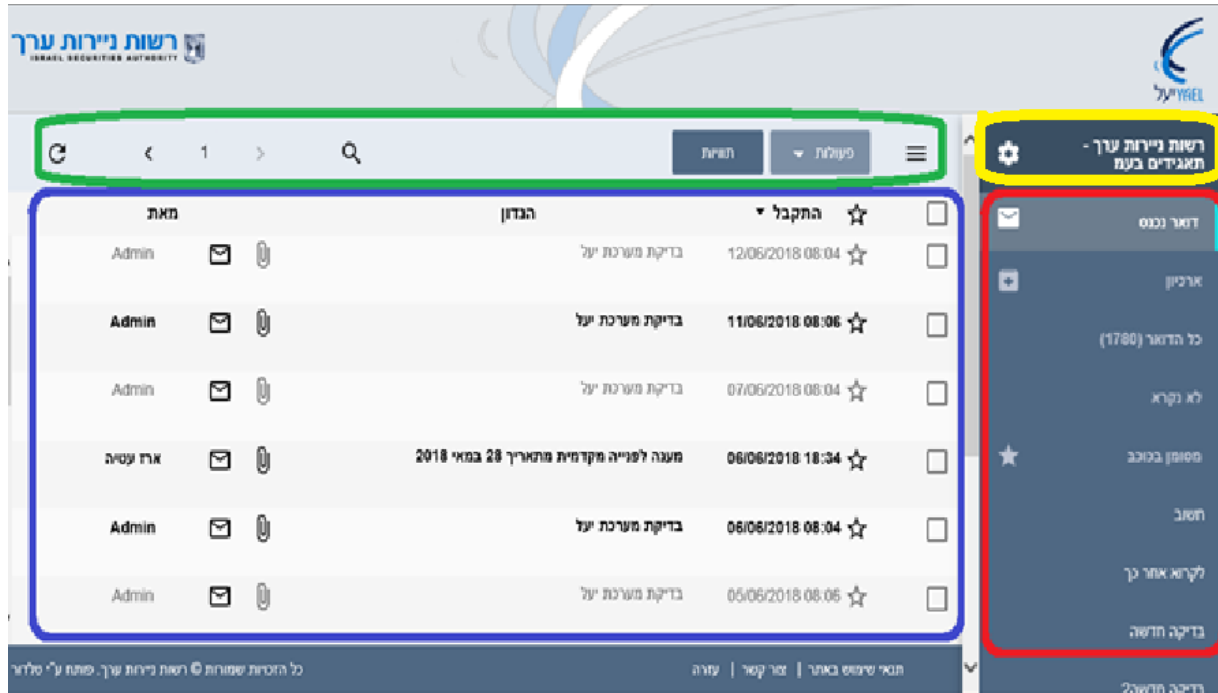 רשות ניירות ערך
ISRAEL SECURITIES AUTHORITY
יעל YAEL
רשות ניירות ערך -
תאגידים בעמ
פעולות
תוויות
1
דואר נכנס
ארכיון
כל הדואר (1780)
לא נקרא
מסומן בכוכב
חשוב
לקרוא אחר כך
בדיקה חדשה
בדיקה חדשה2
התקבל הנדון מאת
12/06/2018 08:04 בדיקת מערכת יעל Admin
11/06/2018 08:06 בדיקת מערכת יעל Admin
07/06/2018 08:04 בדיקת מערכת יעל Admin
06/06/2018 18:34 מענה לפנייה מקדמית מתאריך 28 במאי 2018 ארז עטיה
06/06/2018 08:04 בדיקת מערכת יעל Admin
05/06/2018 08:06 בדיקת מערכת יעל Admin
תנאי שימוש באתר | צור קשר | עזרה
כל הזכויות שמורות © רשות ניירות ערך. פותח ע"י טלדור